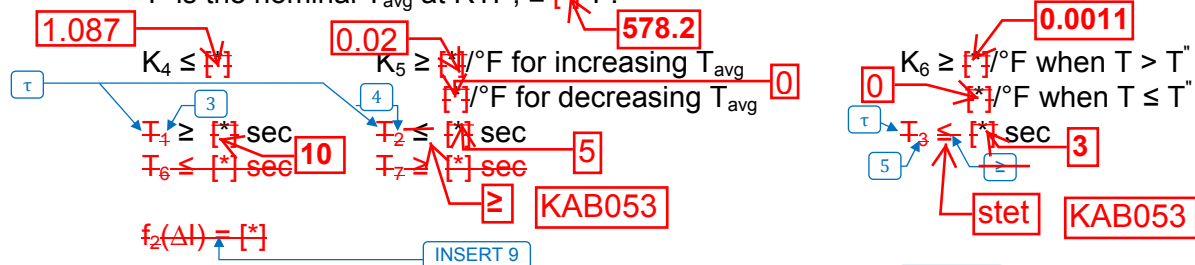 T" is the nominal Tavg at RTP, ≤ [*]°F. 578.2
1.087 0.02 0.0011
K4 ≤ [*] K5 ≥ [*]/°F for increasing Tavg K6 ≥ [*]/°F when T > T"
τ [*]/°F for decreasing Tavg 0 0 [*]/°F when T ≤ T"
3 4 τ
T1 ≥ [*] sec 10 T2 ≤ [*] sec 5 T3 ≤ [*] sec 3
T6 ≤ [*] sec T7 ≥ [*] sec 5 ≥
≥ KAB053 stet KAB053
f2(ΔI) = [*]
INSERT 9